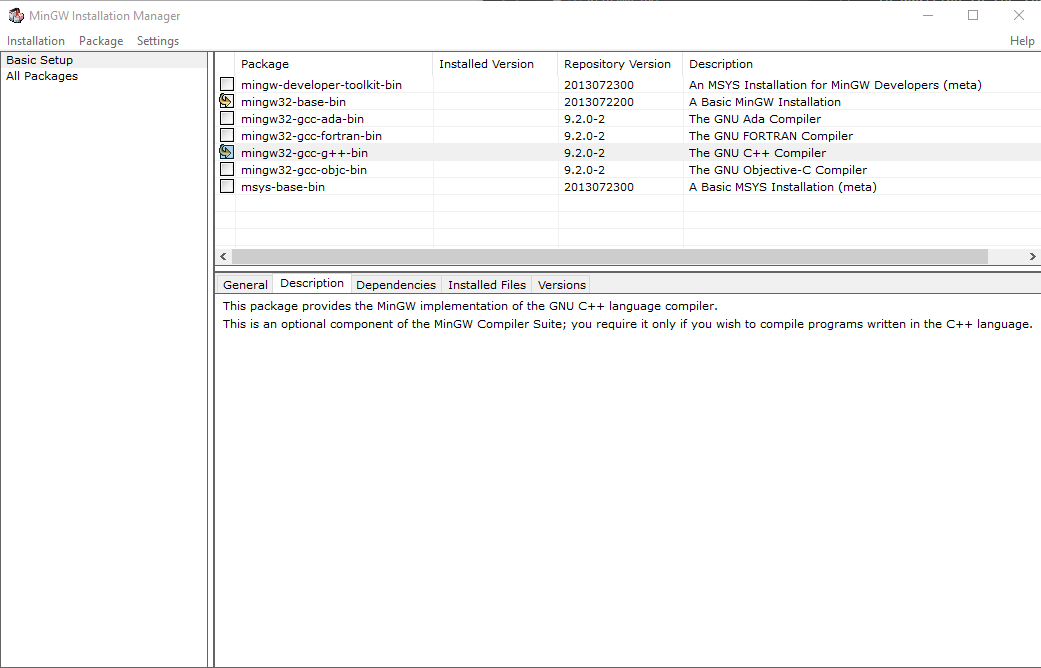 MinGW Installation Manager
Installation Package Settings Help
Basic Setup
All Packages
Package Installed Version Repository Version Description
mingw-developer-toolkit-bin 2013072300 An MSYS Installation for MinGW Developers (meta)
mingw32-base-bin 2013072200 A Basic MinGW Installation
mingw32-gcc-ada-bin 9.2.0-2 The GNU Ada Compiler
mingw32-gcc-fortran-bin 9.2.0-2 The GNU FORTRAN Compiler
mingw32-gcc-g++-bin 9.2.0-2 The GNU C++ Compiler
mingw32-gcc-objc-bin 9.2.0-2 The GNU Objective-C Compiler
msys-base-bin 2013072300 A Basic MSYS Installation (meta)
General Description Dependencies Installed Files Versions
This package provides the MinGW implementation of the GNU C++ language compiler.
This is an optional component of the MinGW Compiler Suite; you require it only if you wish to compile programs written in the C++ language.